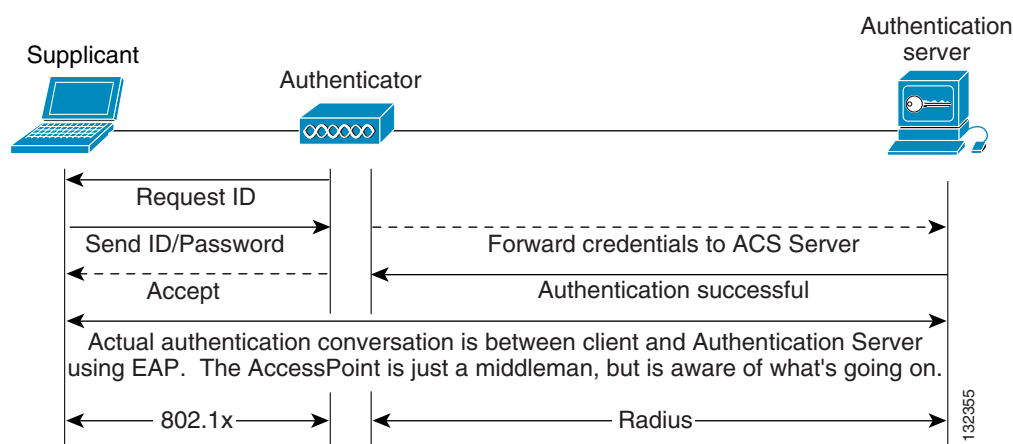 Supplicant
Authenticator
Authentication
server
Request ID
Send ID/Password
Forward credentials to ACS Server
Accept
Authentication successful
Actual authentication conversation is between client and Authentication Server
using EAP.  The AccessPoint is just a middleman, but is aware of what's going on.
802.1x
Radius
132355